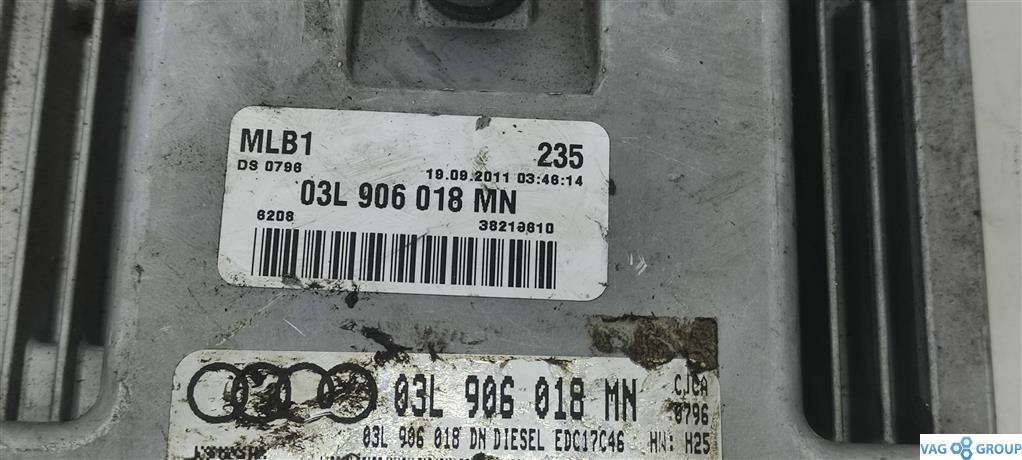 MLB1 235
DS 0796 19.09.2011 03:46:14
03L 906 018 MN
6208 38213610
03L 906 018 MN CJCA
0796
03L 906 018 DN DIESEL EDC17C46 HW: H25
VAG GROUP